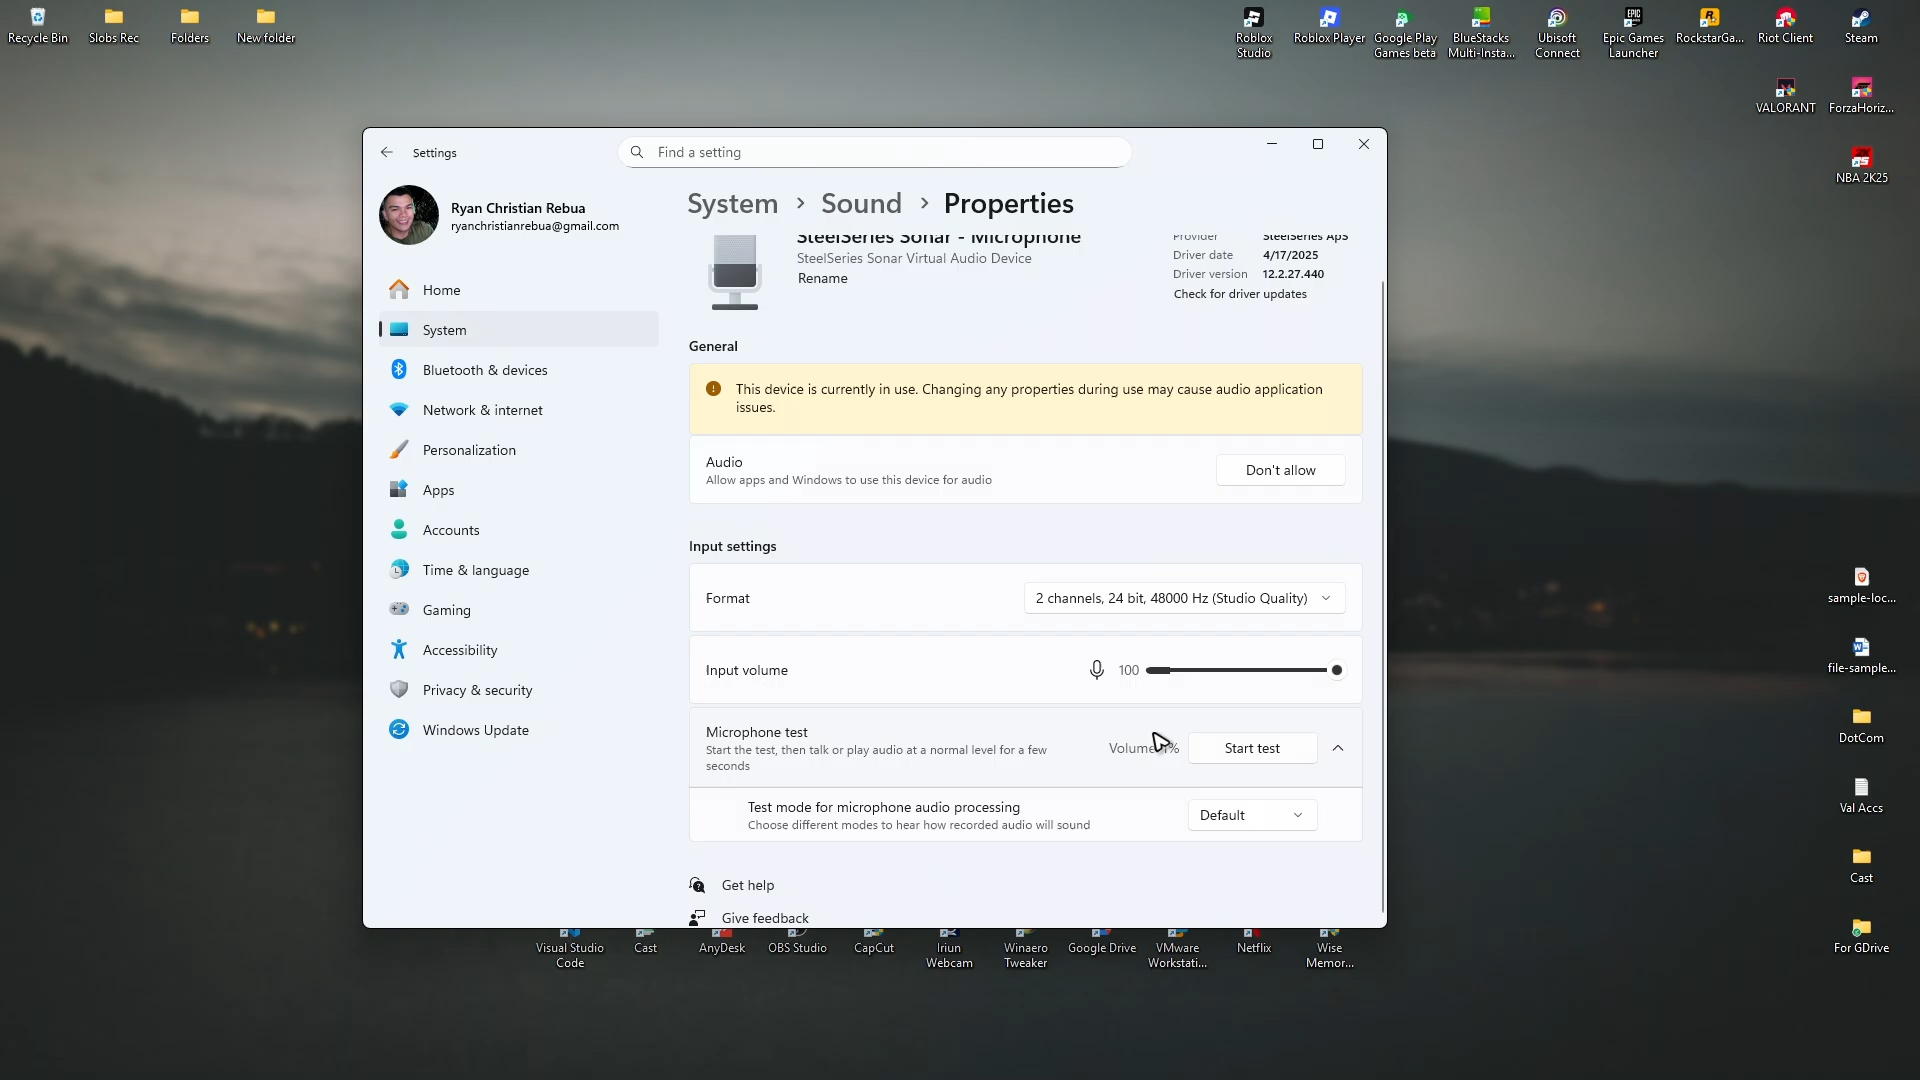 Recycle Bin
Slobs Rec
Folders
New folder
Roblox
Studio
Roblox Player
Google Play
Games beta
BlueStacks
Multi-Insta...
Ubisoft
Connect
Epic Games
Launcher
RockstarGa...
Riot Client
Steam
VALORANT
ForzaHoriz...
NBA 2K25
Settings
Find a setting
Ryan Christian Rebua
ryanchristianrebua@gmail.com
Home
System
Bluetooth & devices
Network & internet
Personalization
Apps
Accounts
Time & language
Gaming
Accessibility
Privacy & security
Windows Update
System > Sound > Properties
SteelSeries Sonar - Microphone
SteelSeries Sonar Virtual Audio Device
Rename
Provider SteelSeries ApS
Driver date 4/17/2025
Driver version 12.2.27.440
Check for driver updates
General
This device is currently in use. Changing any properties during use may cause audio application
issues.
Audio
Allow apps and Windows to use this device for audio
Don't allow
Input settings
Format
2 channels, 24 bit, 48000 Hz (Studio Quality)
Input volume
100
Microphone test
Start the test, then talk or play audio at a normal level for a few
seconds
Start test
Test mode for microphone audio processing
Choose different modes to hear how recorded audio will sound
Default
Get help
Give feedback
Visual Studio
Code
Cast
AnyDesk
OBS Studio
CapCut
Iriun
Webcam
Winaero
Tweaker
Google Drive
VMware
Workstati...
Netflix
Wise
Memor...
sample-loc...
file-sample...
DotCom
Val Accs
Cast
For GDrive